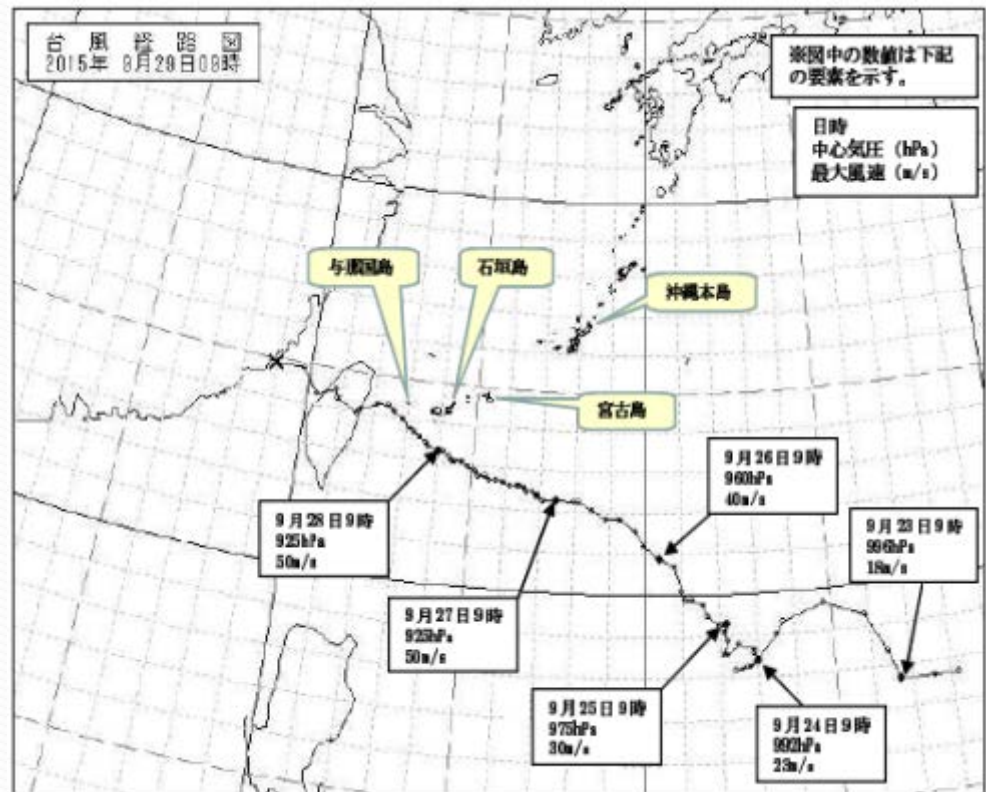 台風経路図
2015年 9月29日09時
※図中の数値は下記
の要素を示す。
日時
中心気圧（hPa）
最大風速（m/s）
与那国島
石垣島
沖縄本島
宮古島
9月26日9時
960hPa
40m/s
9月23日9時
996hPa
18m/s
9月28日9時
925hPa
50m/s
9月27日9時
925hPa
50m/s
9月25日9時
975hPa
30m/s
9月24日9時
992hPa
23m/s